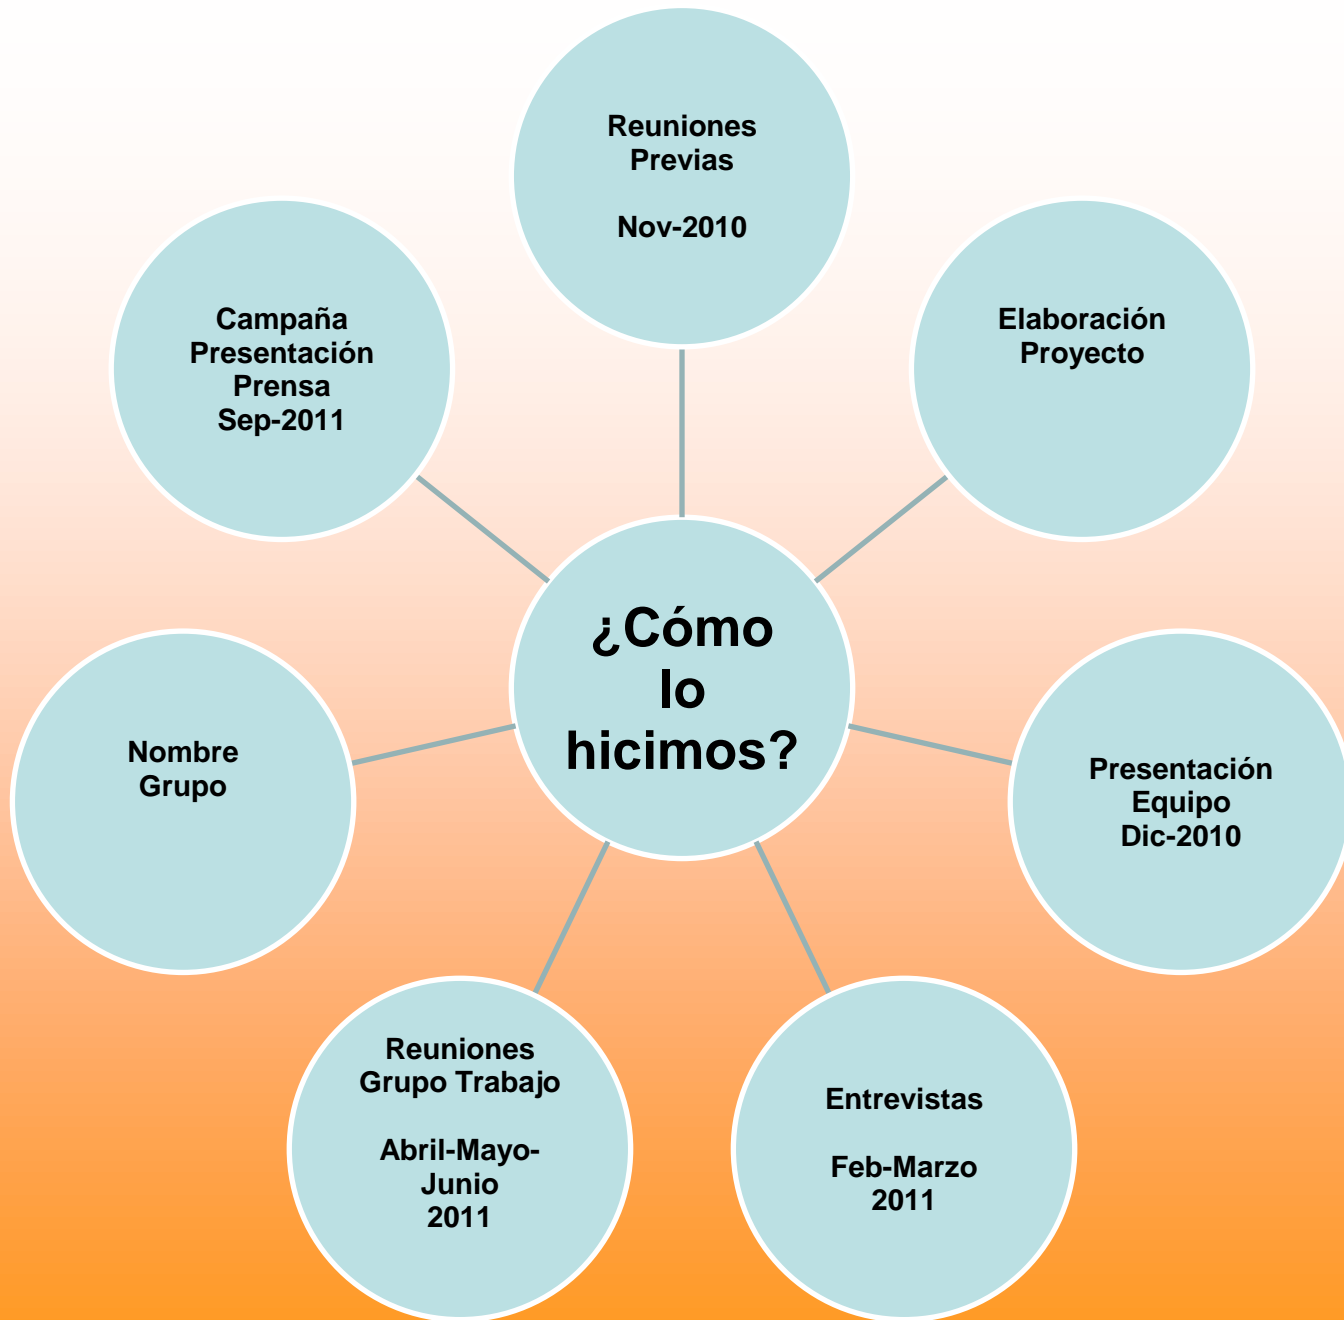 Reuniones
Previas
Nov-2010
Elaboración
Proyecto
Presentación
Equipo
Dic-2010
Entrevistas
Feb-Marzo
2011
Reuniones
Grupo Trabajo
Abril-Mayo-
Junio
2011
Nombre
Grupo
Campaña
Presentación
Prensa
Sep-2011
¿Cómo
lo
hicimos?